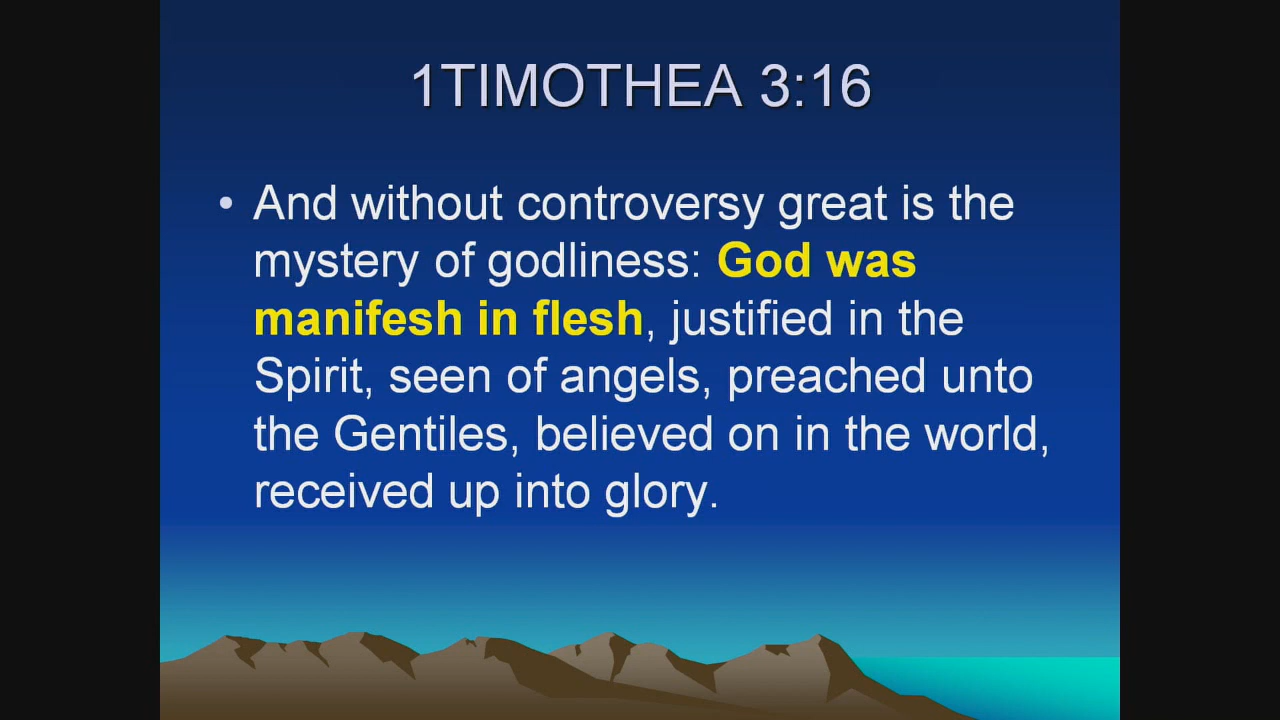 1TIMOTHEA 3:16
• And without controversy great is the
mystery of godliness: God was
manifesh in flesh, justified in the
Spirit, seen of angels, preached unto
the Gentiles, believed on in the world,
received up into glory.